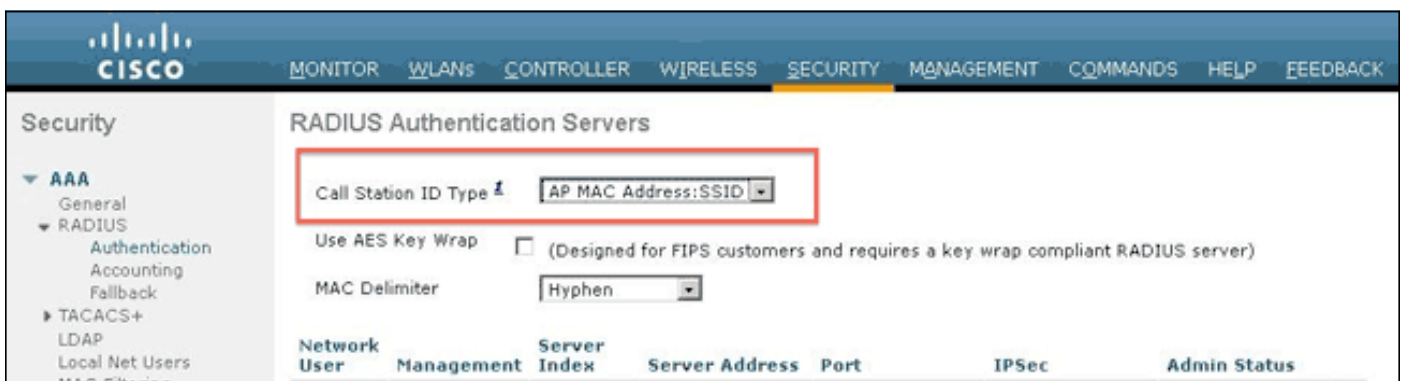 CISCO
MONITOR WLANs CONTROLLER WIRELESS SECURITY MANAGEMENT COMMANDS HELP FEEDBACK
Security
AAA
General
RADIUS
Authentication
Accounting
Fallback
TACACS+
LDAP
Local Net Users
RADIUS Authentication Servers
Call Station ID Type 1 AP MAC Address:SSID
Use AES Key Wrap (Designed for FIPS customers and requires a key wrap compliant RADIUS server)
MAC Delimiter Hyphen
Network User Management Server Index Server Address Port IPSec Admin Status